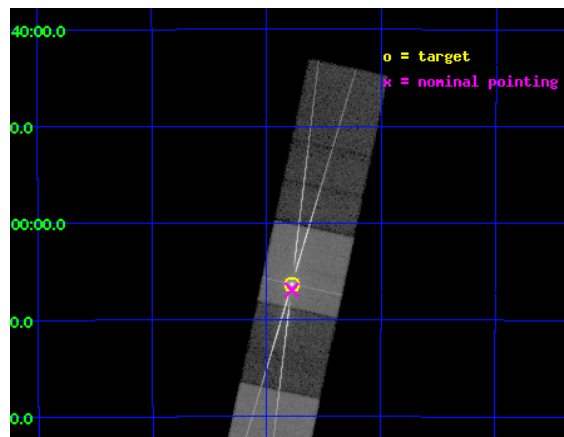 40:00.0
o = target
x = nominal pointing
0.0
00:00.0
0.0
0.0